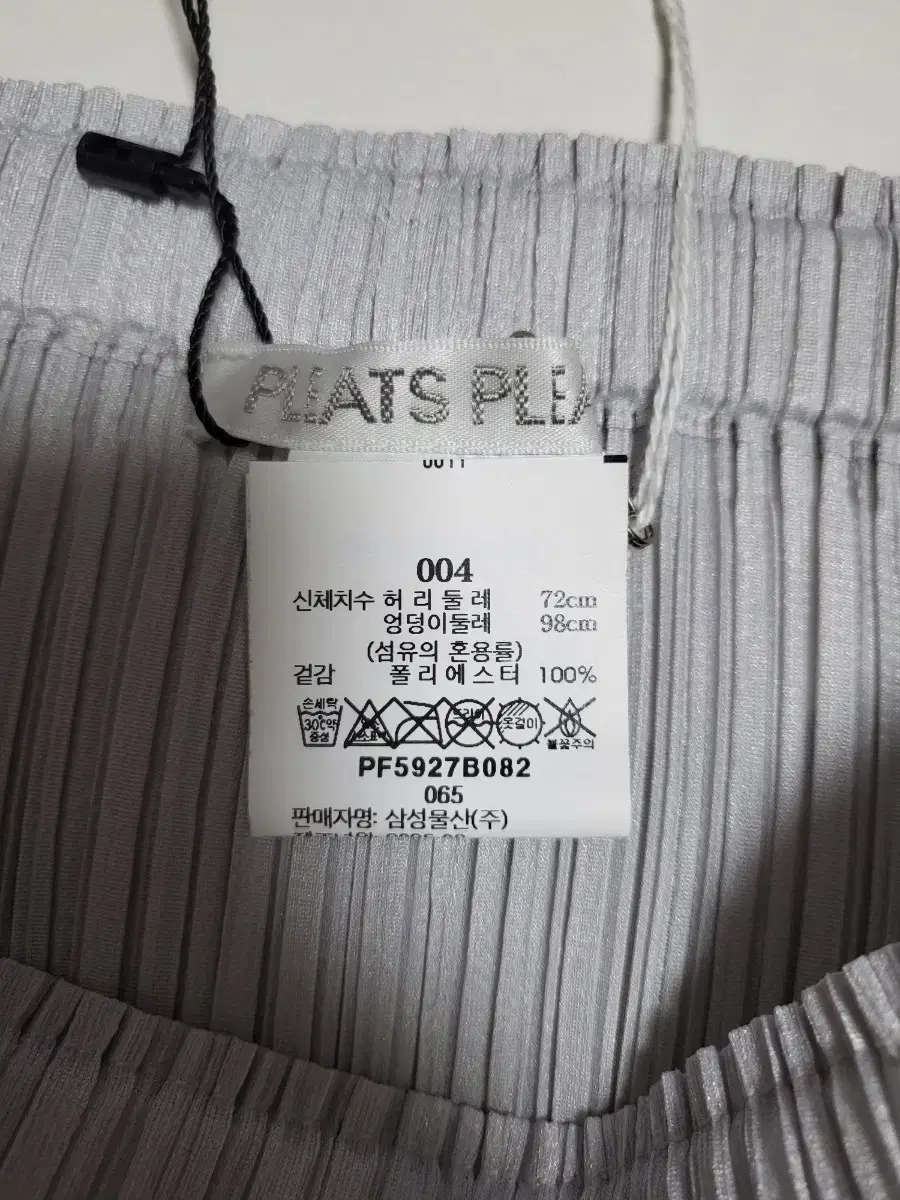 PLEATS PLEA
0011
004
신체치수 허 리 둘 레 72cm
엉덩이둘레 98cm
(섬유의 혼용률)
겉감 폴 리 에 스 터 100%
손세탁
30℃약
중성
옷걸이
불꽃주의
PF5927B082
065
판매자명: 삼성물산(주)